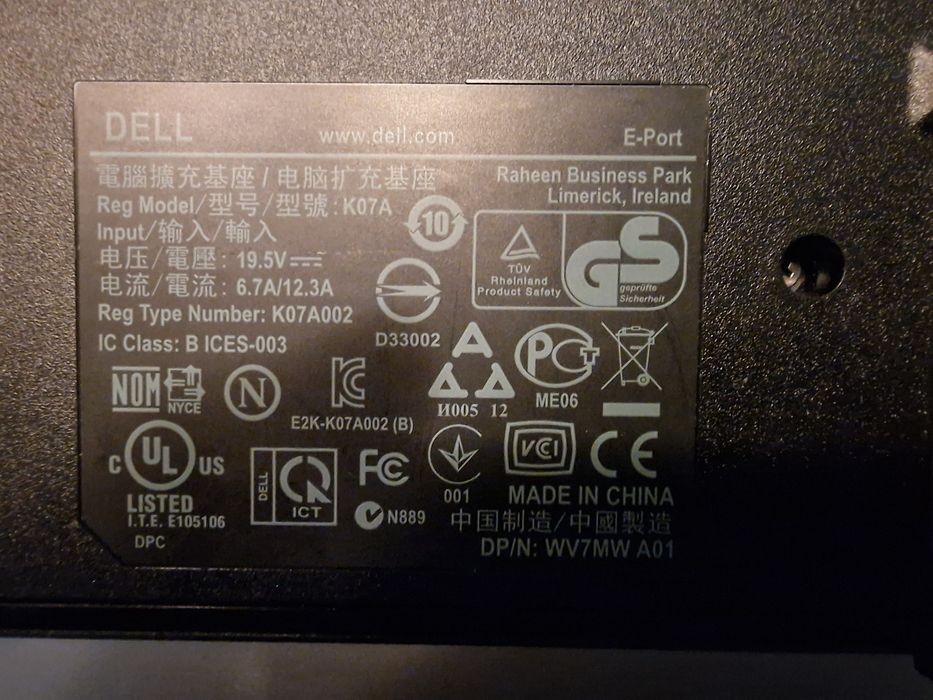 DELL www.dell.com E-Port
電腦擴充基座 / 电脑扩充基座
Raheen Business Park
Limerick, Ireland
Reg Model/型号/型號 : K07A
Input/输入/輸入
电压/電壓: 19.5V
电流/電流: 6.7A/12.3A
Reg Type Number: K07A002
IC Class: B ICES-003
10
D33002
TÜV
Rheinland
Product Safety
GS
geprüfte
Sicherheit
NOM
NYCE
N
E2K-K07A002 (B)
И005 12
ME06
C UL US
LISTED
I.T.E. E105106
DPC
DELL
ICT
FC
N889
001
VCI
CE
MADE IN CHINA
中国制造/中國製造
DP/N: WV7MW A01